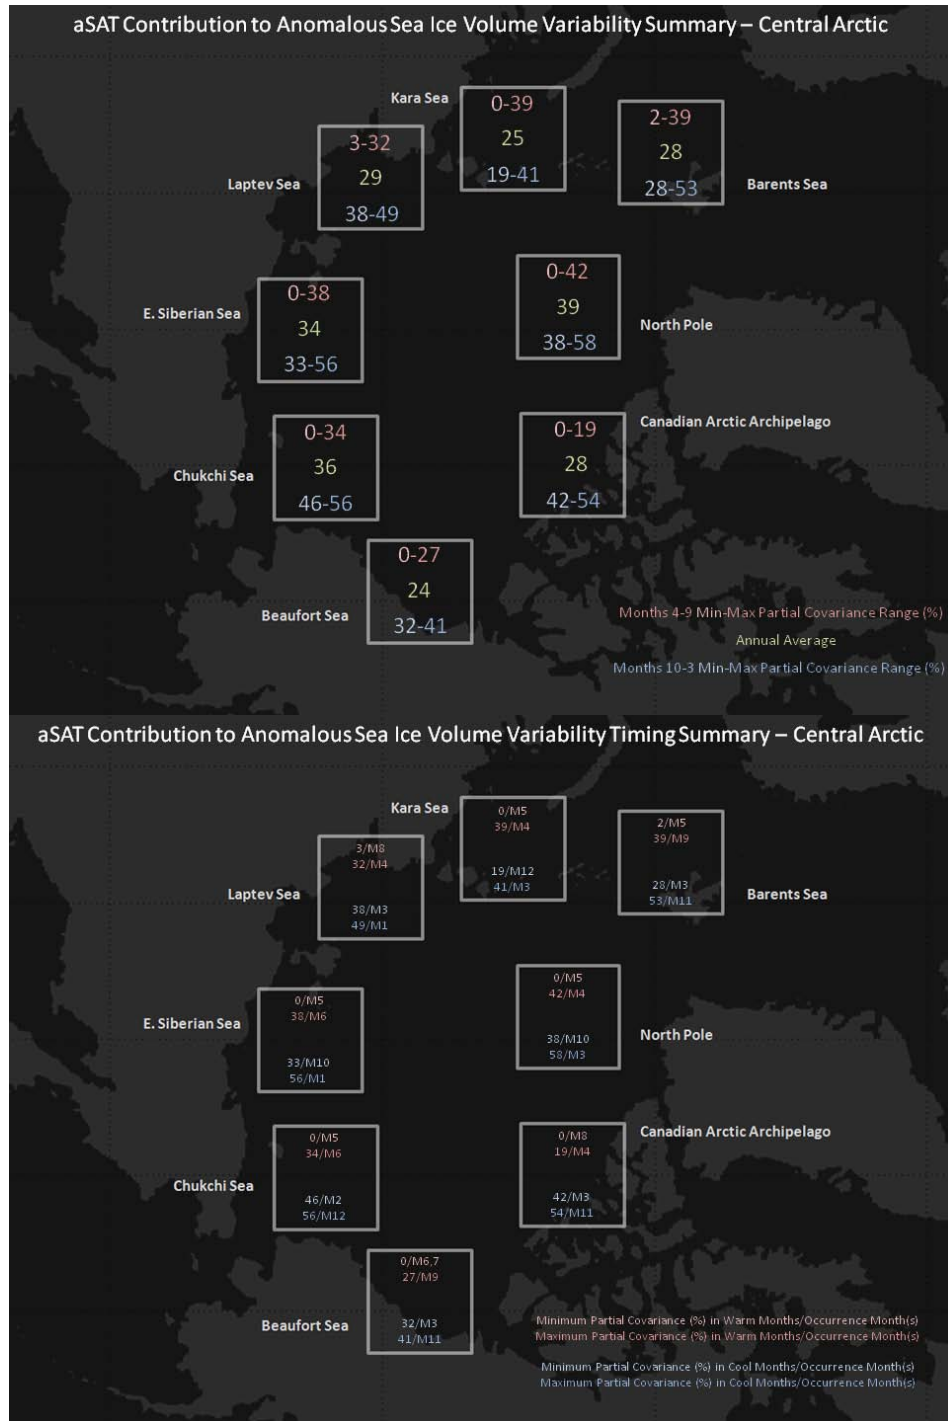 aSAT Contribution to Anomalous Sea Ice Volume Variability Summary – Central Arctic
Kara Sea
0-39
25
19-41
2-39
28
28-53
Barents Sea
Laptev Sea
3-32
29
38-49
E. Siberian Sea
0-38
34
33-56
0-42
39
38-58
North Pole
Chukchi Sea
0-34
36
46-56
0-19
28
42-54
Canadian Arctic Archipelago
Beaufort Sea
0-27
24
32-41
Months 4-9 Min-Max Partial Covariance Range (%)
Annual Average
Months 10-3 Min-Max Partial Covariance Range (%)
aSAT Contribution to Anomalous Sea Ice Volume Variability Timing Summary – Central Arctic
Kara Sea
0/M5
39/M4
19/M12
41/M3
2/M5
39/M9
28/M3
53/M11
Barents Sea
Laptev Sea
3/M8
32/M4
38/M3
49/M1
E. Siberian Sea
0/M5
38/M6
33/M10
56/M1
0/M5
42/M4
38/M10
58/M3
North Pole
Chukchi Sea
0/M5
34/M6
46/M2
56/M12
0/M8
19/M4
42/M3
54/M11
Canadian Arctic Archipelago
Beaufort Sea
0/M6,7
27/M9
32/M3
41/M11
Minimum Partial Covariance (%) in Warm Months/Occurrence Month(s)
Maximum Partial Covariance (%) in Warm Months/Occurrence Month(s)
Minimum Partial Covariance (%) in Cool Months/Occurrence Month(s)
Maximum Partial Covariance (%) in Cool Months/Occurrence Month(s)